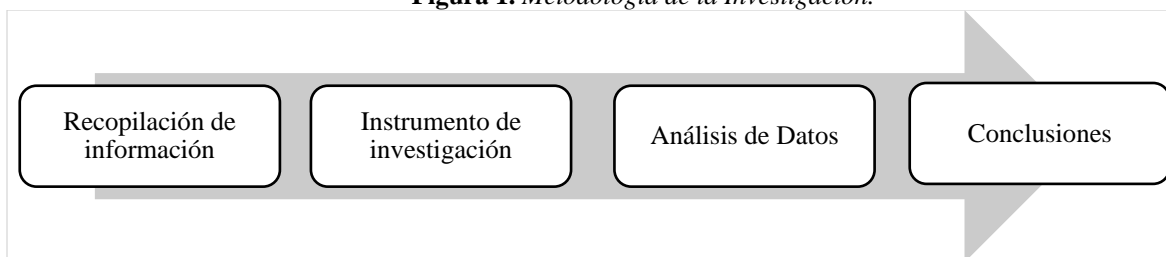 Figura 1. Metodología de la Investigación.
Recopilación de
información
Instrumento de
investigación
Análisis de Datos
Conclusiones